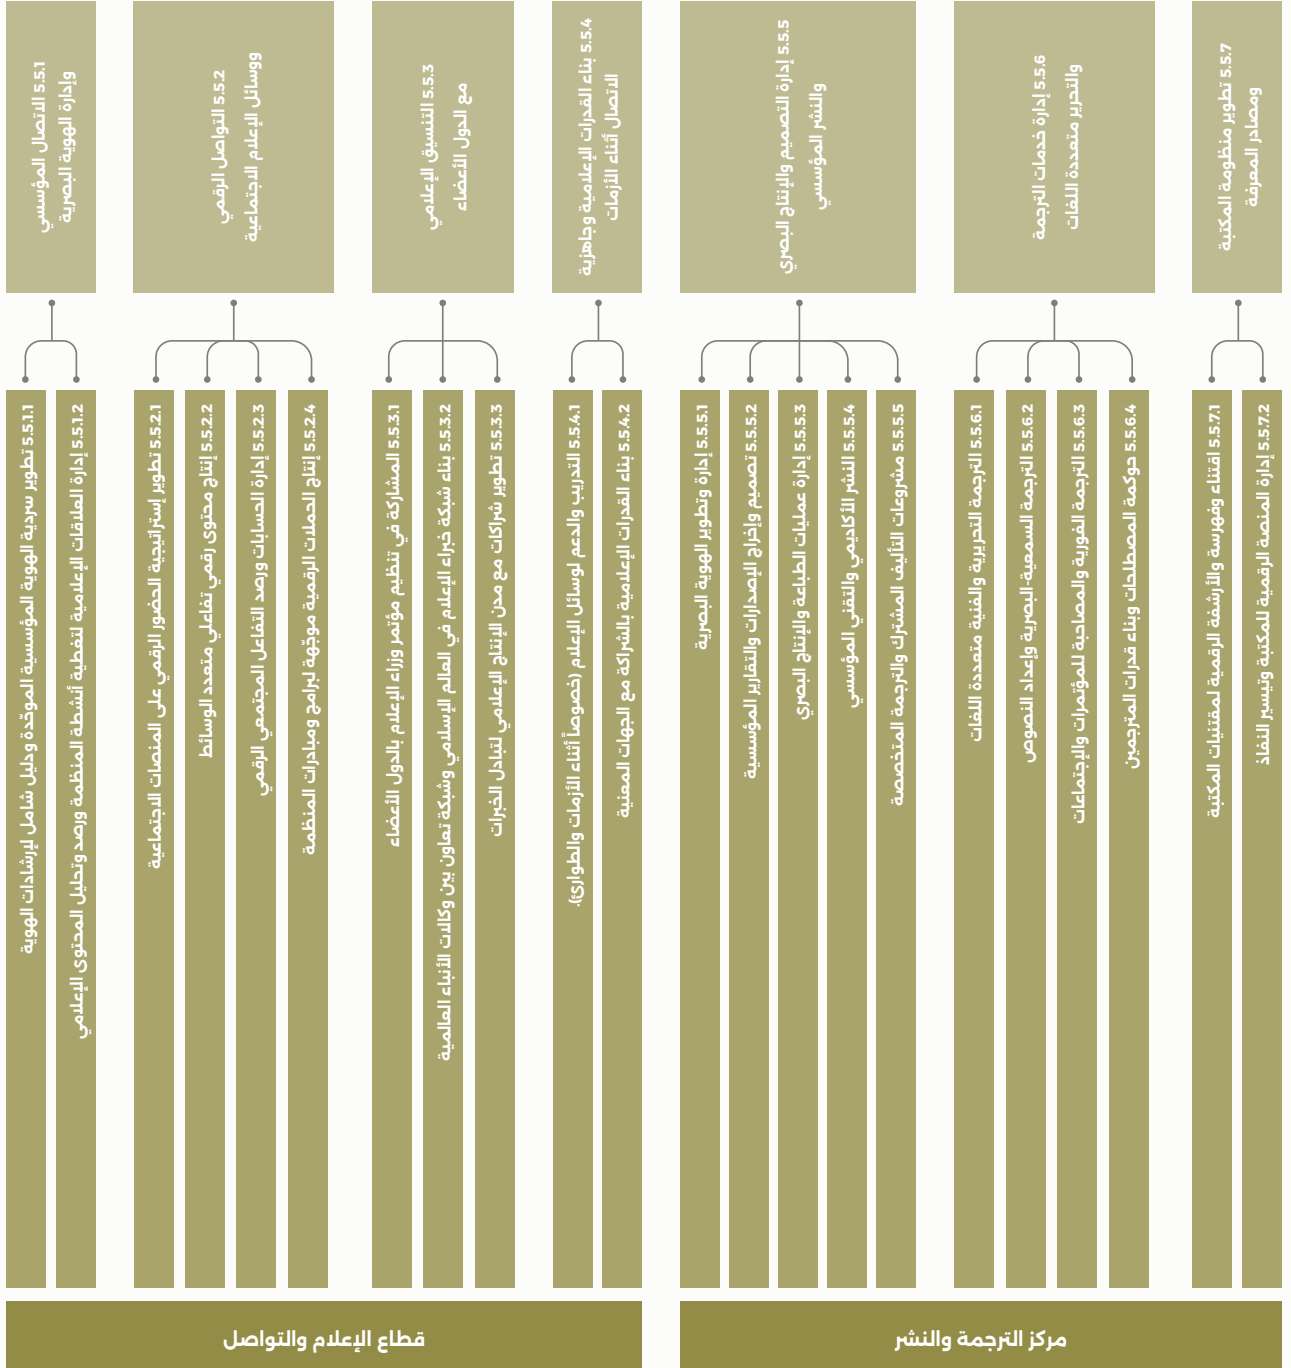 5.5.1 الاتصال المؤسسي
وإدارة الهوية البصرية
5.5.2 التواصل الرقمي
ووسائل الإعلام الاجتماعية
5.5.3 التنسيق الإعلامي
مع الدول الأعضاء
5.5.4 بناء القدرات الإعلامية وجاهزية
الاتصال أثناء الأزمات
5.5.5 إدارة التصميم والإنتاج البصري
والنشر المؤسسي
5.5.6 إدارة خدمات الترجمة
والتحرير متعددة اللغات
5.5.7 تطوير منظومة المكتبة
ومصادر المعرفة
5.5.1.1 تطوير سردية الهوية المؤسسية الموحّدة ودليل شامل لإرشادات الهوية
5.5.1.2 إدارة العلاقات الإعلامية لتغطية أنشطة المنظمة ورصد وتحليل المحتوى الإعلامي
5.5.2.1 تطوير إستراتيجية الحضور الرقمي على المنصات الاجتماعية
5.5.2.2 إنتاج محتوى رقمي تفاعلي متعدد الوسائط
5.5.2.3 إدارة الحسابات ورصد التفاعل المجتمعي الرقمي
5.5.2.4 إنتاج الحملات الرقمية موجّهة لبرامج ومبادرات المنظمة
5.5.3.1 المشاركة في تنظيم مؤتمر وزراء الإعلام بالدول الأعضاء
5.5.3.2 بناء شبكة خبراء الإعلام في العالم الإسلامي وشبكة تعاون بين وكالات الأنباء العالمية
5.5.3.3 تطوير شراكات مع مدن الإنتاج الإعلامي لتبادل الخبرات
5.5.4.1 التدريب والدعم لوسائل الإعلام (خصوصاً أثناء الأزمات والطوارئ).
5.5.4.2 بناء القدرات الإعلامية بالشراكة مع الجهات المعنية
5.5.5.1 إدارة وتطوير الهوية البصرية
5.5.5.2 تصميم وإخراج الإصدارات والتقارير المؤسسية
5.5.5.3 إدارة عمليات الطباعة والإنتاج البصري
5.5.5.4 النشر الأكاديمي والتقني المؤسسي
5.5.5.5 مشروعات التأليف المشترك والترجمة المتخصصة
5.5.6.1 الترجمة التحريرية والفنية متعددة اللغات
5.5.6.2 الترجمة السمعية-البصرية وإعداد النصوص
5.5.6.3 الترجمة الفورية والمصاحبة للمؤتمرات والإجتماعات
5.5.6.4 حوكمة المصطلحات وبناء قدرات المترجمين
5.5.7.1 اقتناء وفهرسة والأرشفة الرقمية لمقتنيات المكتبة
5.5.7.2 إدارة المنصة الرقمية للمكتبة وتيسير النفاذ
قطاع الإعلام والتواصل
مركز الترجمة والنشر